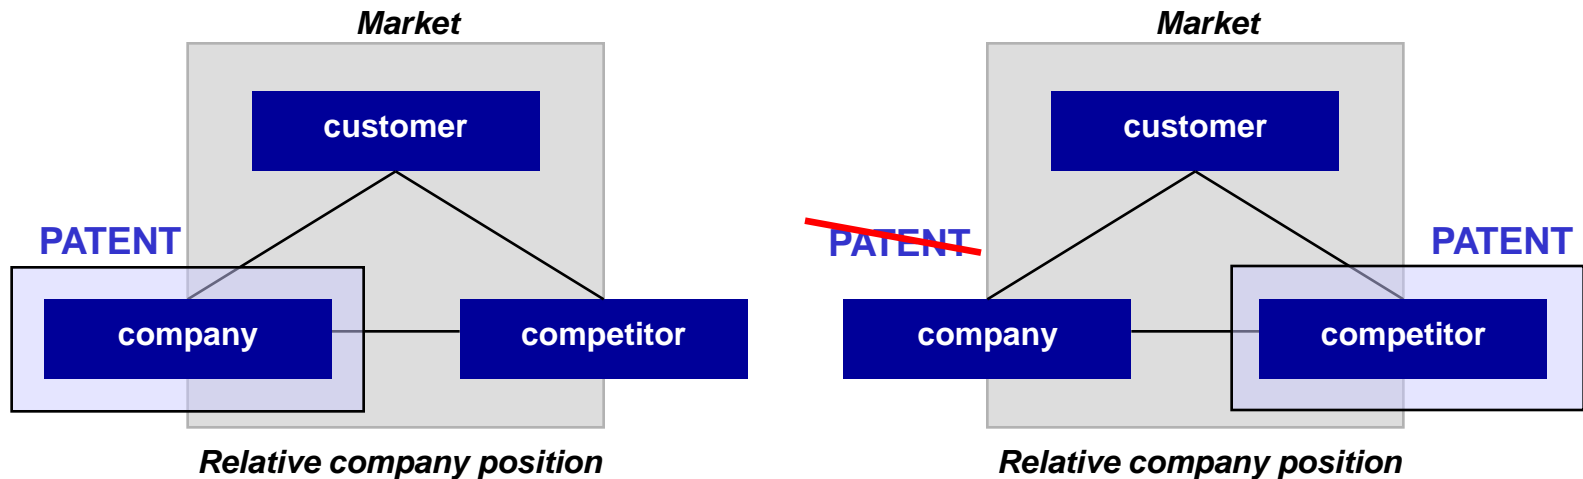 Market
customer
PATENT
company
competitor
Relative company position
Market
customer
PATENT
PATENT
company
competitor
Relative company position